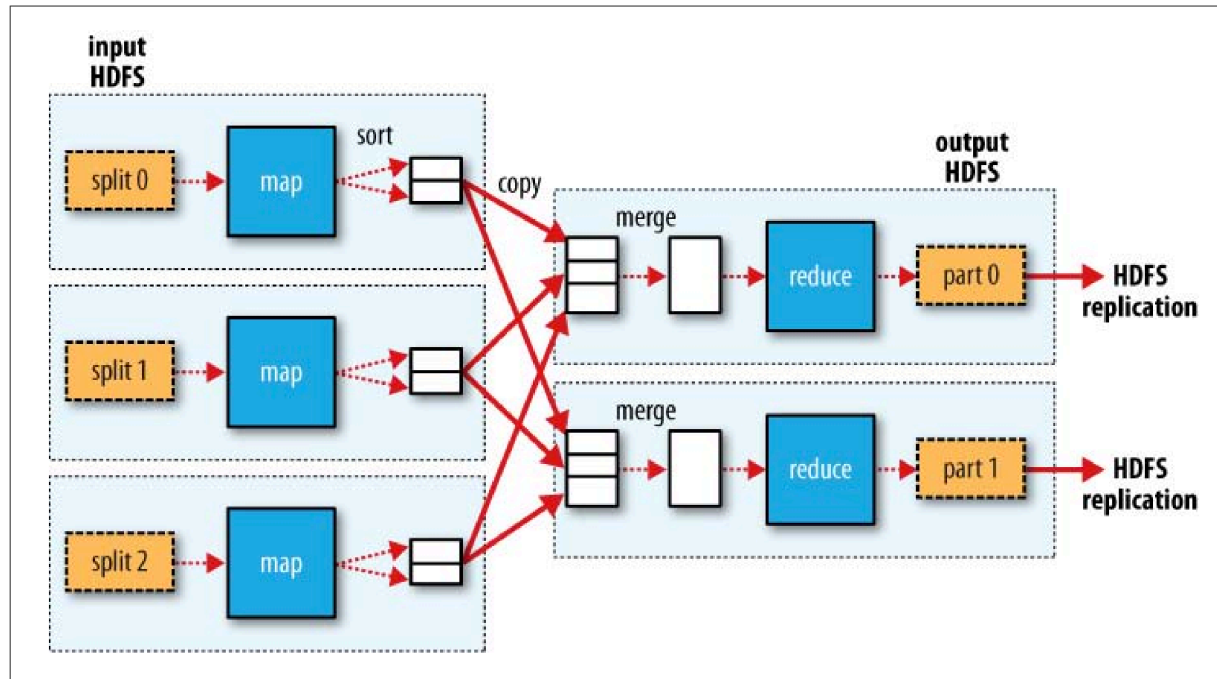 input
HDFS
split 0
map
sort
copy
split 1
map
split 2
map
output
HDFS
merge
reduce
part 0
HDFS
replication
merge
reduce
part 1
HDFS
replication